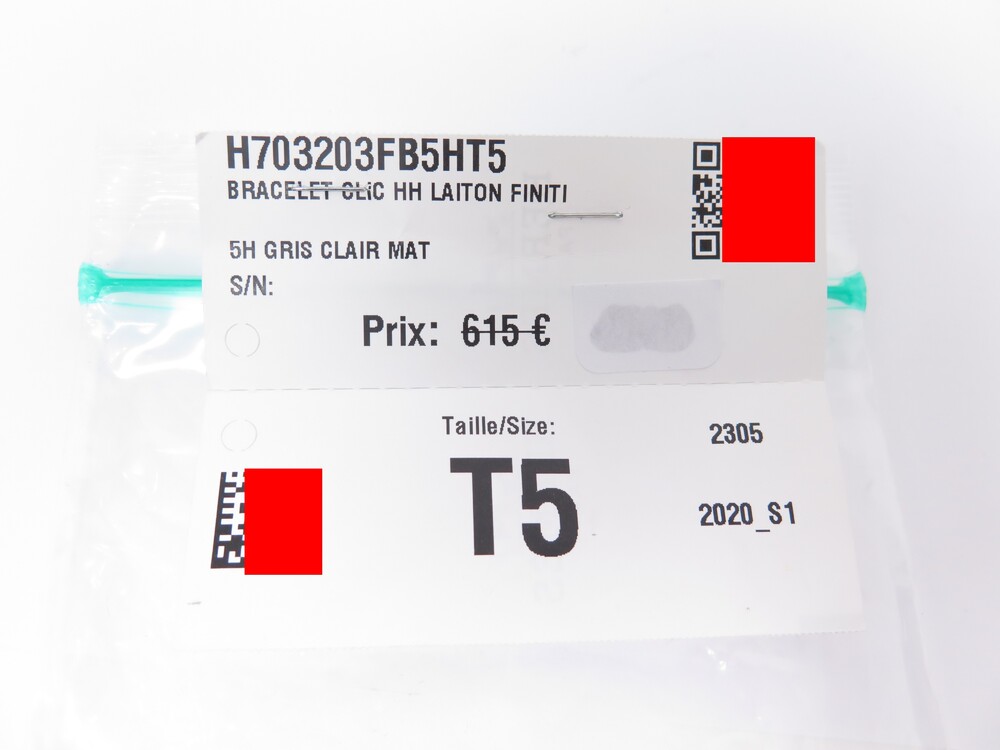 H703203FB5HT5
BRACELET CLiC HH LAITON FINITI
5H GRIS CLAIR MAT
S/N:
Prix: 615 €
Taille/Size:
2305
T5
2020_S1